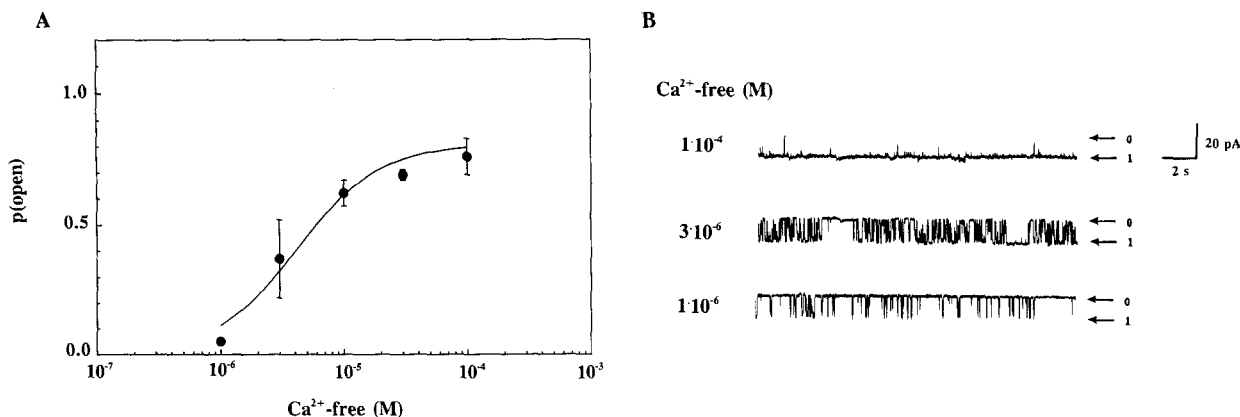 A
1.0
0.5
0.0
p(open)
10⁻⁷
10⁻⁶
10⁻⁵
10⁻⁴
10⁻³
Ca²⁺-free (M)
B
Ca²⁺-free (M)
1·10⁻⁴
0
1
20 pA
2 s
3·10⁻⁶
0
1
1·10⁻⁶
0
1